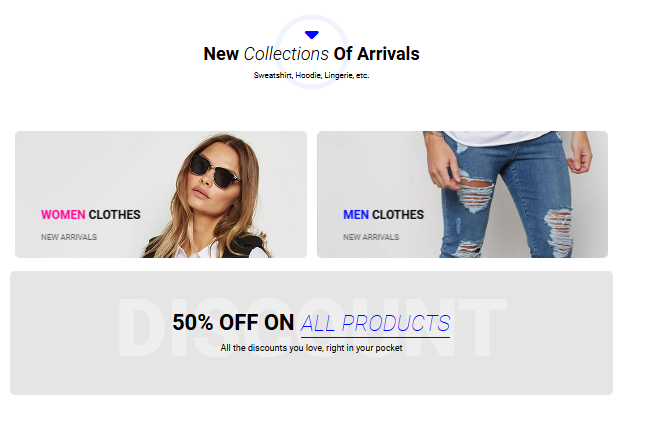 New Collections Of Arrivals
Sweatshirt, Hoodie, Lingerie, etc.
WOMEN CLOTHES
NEW ARRIVALS
MEN CLOTHES
NEW ARRIVALS
DISCOUNT
50% OFF ON ALL PRODUCTS
All the discounts you love, right in your pocket